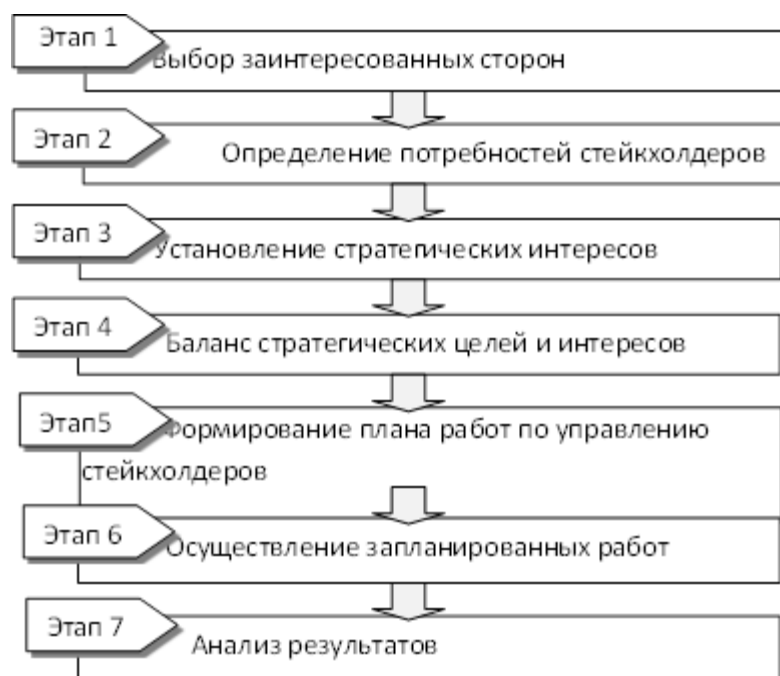 Этап 1
Выбор заинтересованных сторон
Этап 2
Определение потребностей стейкхолдеров
Этап 3
Установление стратегических интересов
Этап 4
Баланс стратегических целей и интересов
Этап5
Формирование плана работ по управлению
стейкхолдеров
Этап 6
Осуществление запланированных работ
Этап 7
Анализ результатов